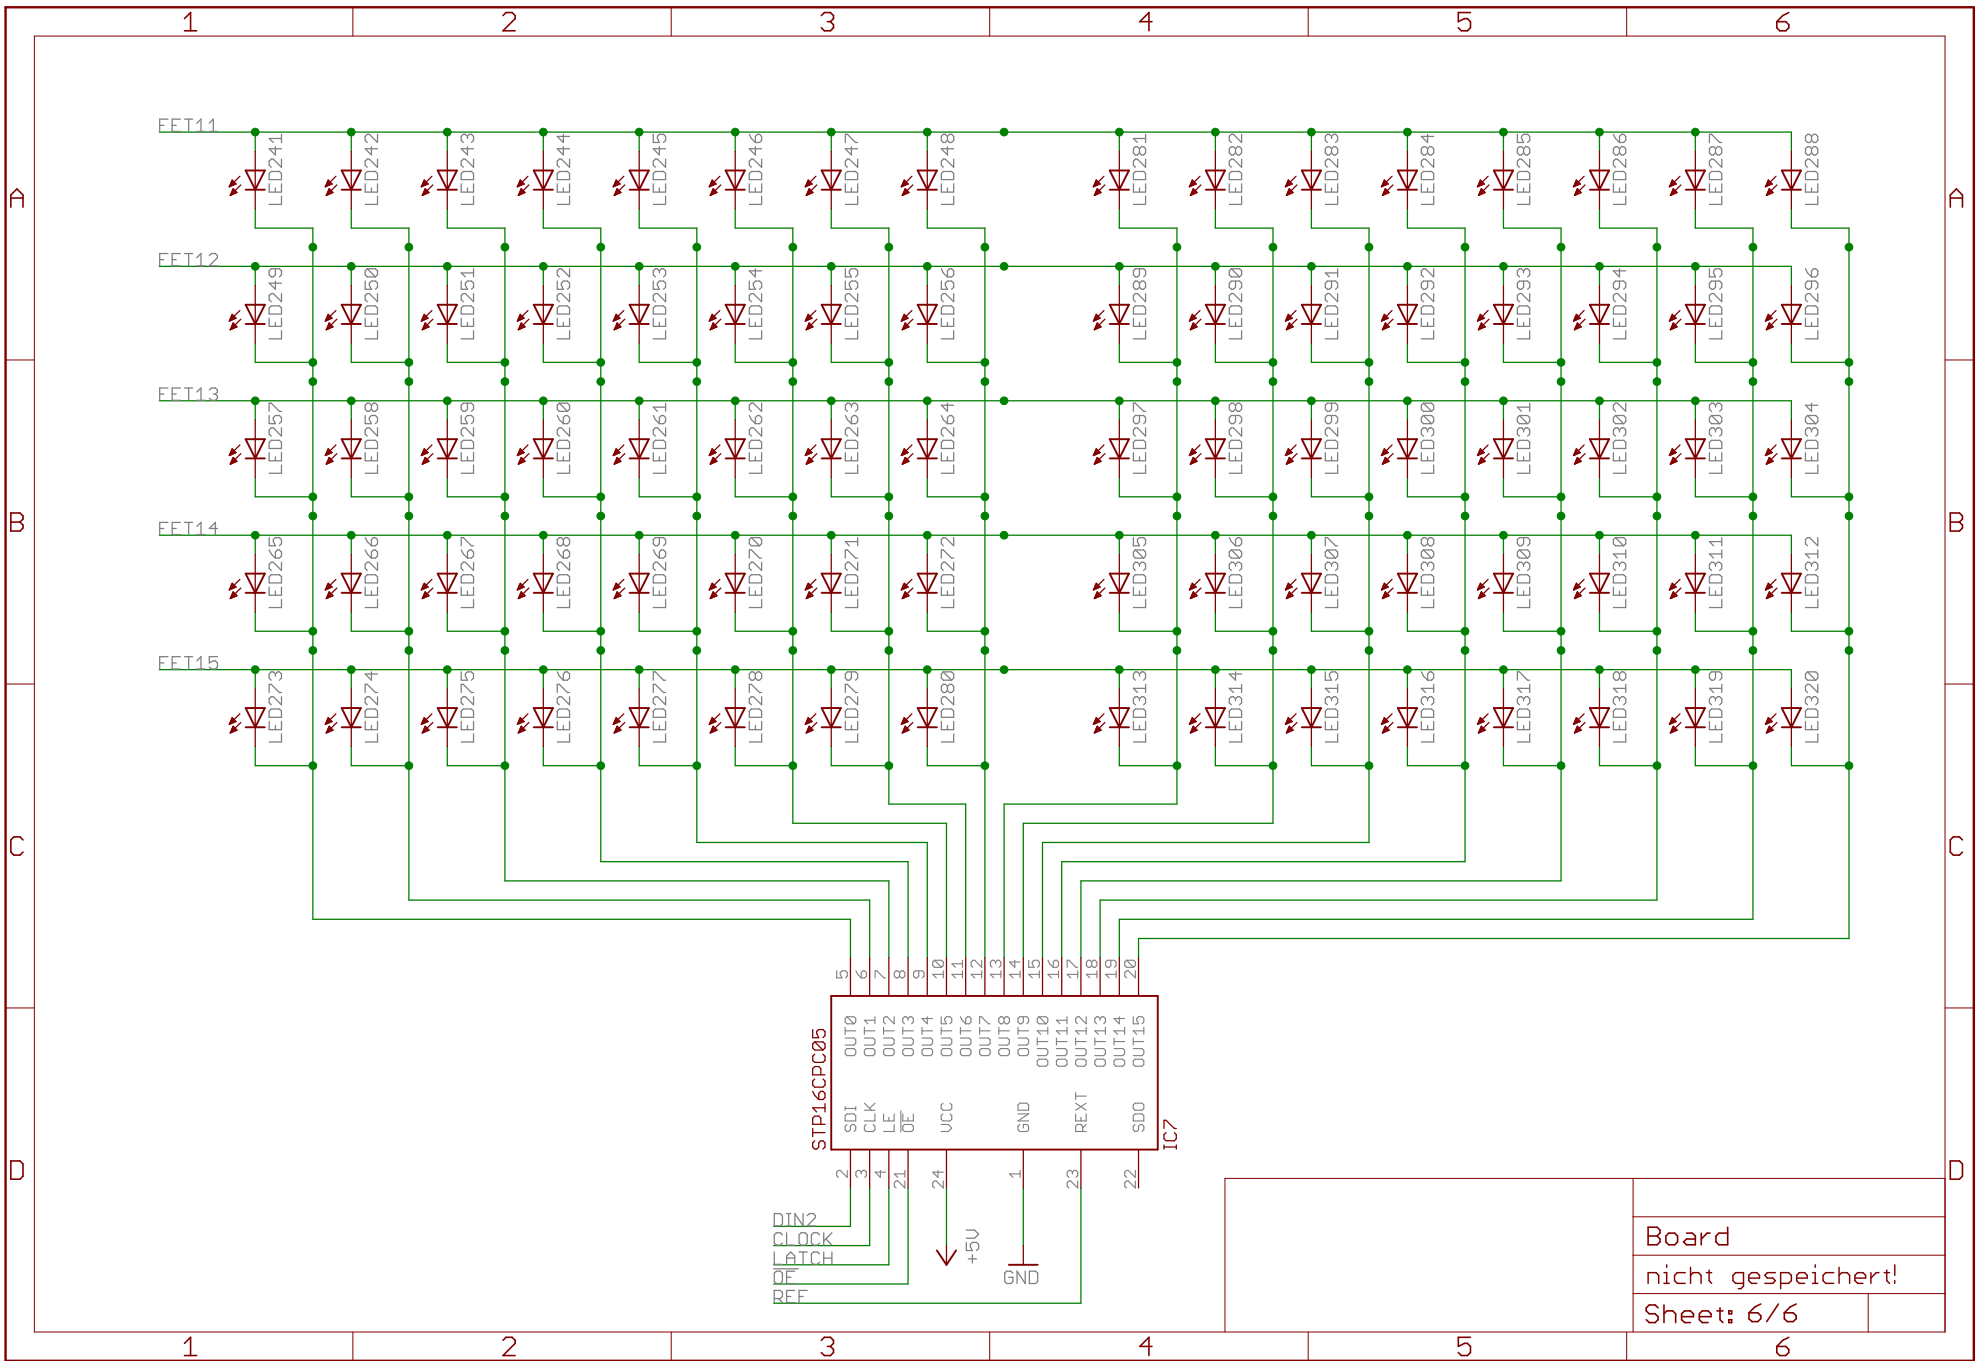 1 2 3 4 5 6
FET11
LED241 LED242 LED243 LED244 LED245 LED246 LED247 LED248 LED281 LED282 LED283 LED284 LED285 LED286 LED287 LED288
A A
FET12
LED249 LED250 LED251 LED252 LED253 LED254 LED255 LED256 LED289 LED290 LED291 LED292 LED293 LED294 LED295 LED296
FET13
LED257 LED258 LED259 LED260 LED261 LED262 LED263 LED264 LED297 LED298 LED299 LED300 LED301 LED302 LED303 LED304
B B
FET14
LED265 LED266 LED267 LED268 LED269 LED270 LED271 LED272 LED305 LED306 LED307 LED308 LED309 LED310 LED311 LED312
FET15
LED273 LED274 LED275 LED276 LED277 LED278 LED279 LED280 LED313 LED314 LED315 LED316 LED317 LED318 LED319 LED320
C C
5 6 7 8 9 10 11 12 13 14 15 16 17 18 19 20
OUT0 OUT1 OUT2 OUT3 OUT4 OUT5 OUT6 OUT7 OUT8 OUT9 OUT10 OUT11 OUT12 OUT13 OUT14 OUT15
STP16CPC05
SDI CLK LE OE VCC GND REXT SDO
IC7
D D
2 3 4 21 24 1 23 22
DIN2
CLOCK
LATCH
OE
REF
+5V
GND
Board
nicht gespeichert!
Sheet: 6/6
1 2 3 4 5 6